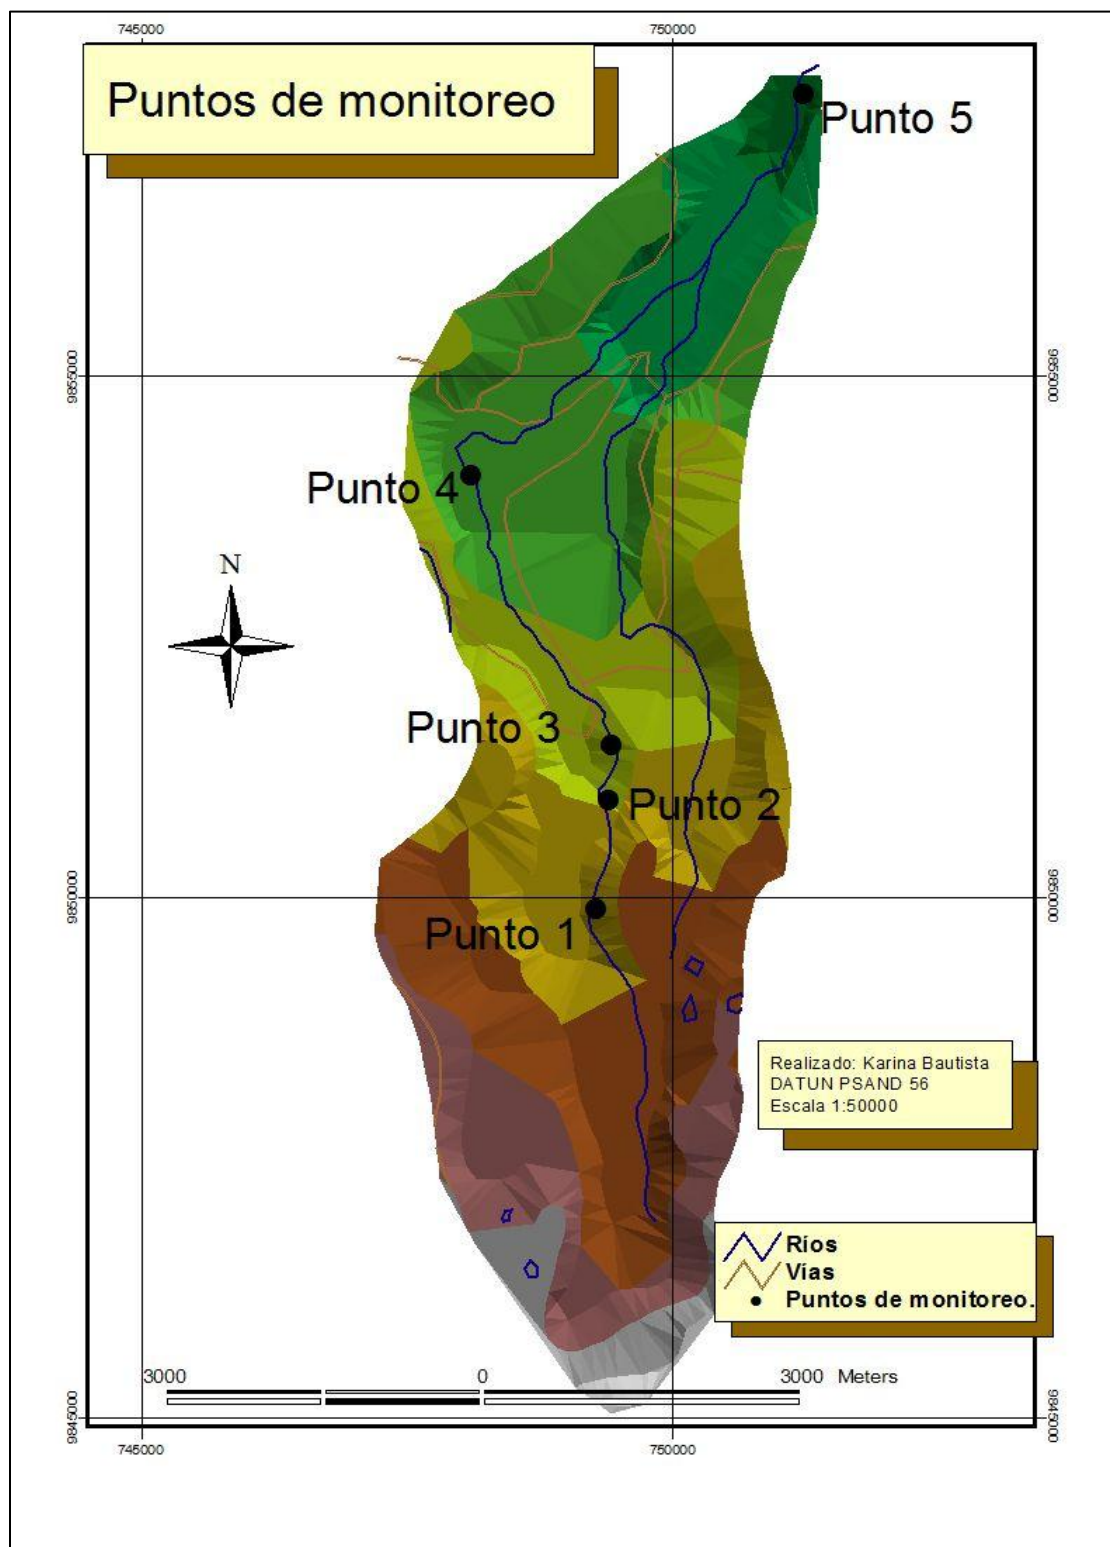 745000
750000
Puntos de monitoreo
Punto 5
9855000
9855000
Punto 4
N
Punto 3
Punto 2
9850000
9850000
Punto 1
Realizado: Karina Bautista
DATUN PSAND 56
Escala 1:50000
Ríos
Vías
Puntos de monitoreo.
3000
0
3000 Meters
9845000
9845000
745000
750000